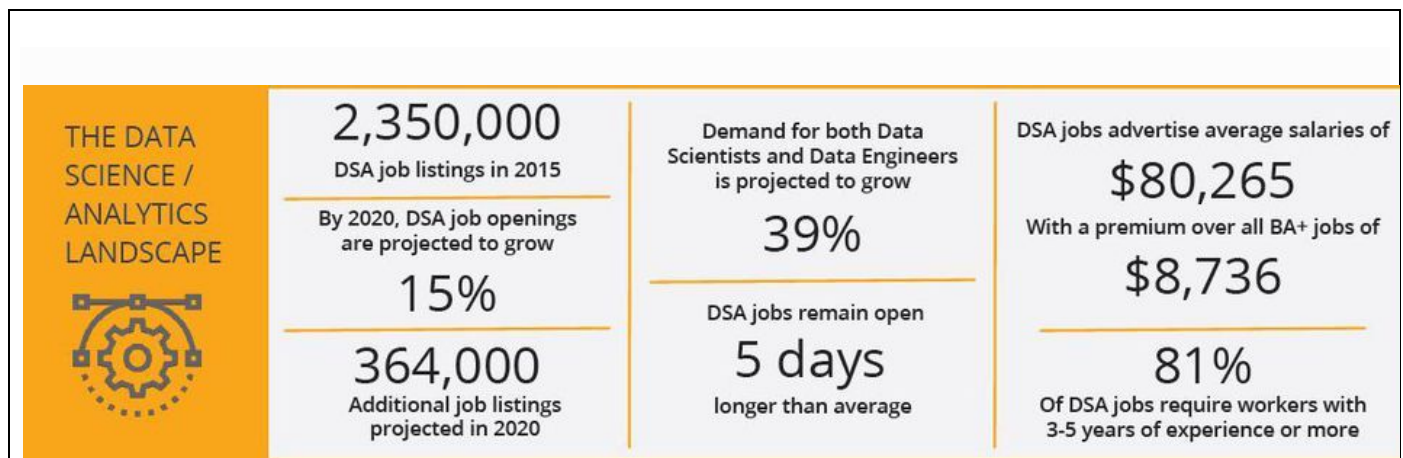 THE DATA
SCIENCE /
ANALYTICS
LANDSCAPE
2,350,000
DSA job listings in 2015
By 2020, DSA job openings
are projected to grow
15%
364,000
Additional job listings
projected in 2020
Demand for both Data
Scientists and Data Engineers
is projected to grow
39%
DSA jobs remain open
5 days
longer than average
DSA jobs advertise average salaries of
$80,265
With a premium over all BA+ jobs of
$8,736
81%
Of DSA jobs require workers with
3-5 years of experience or more